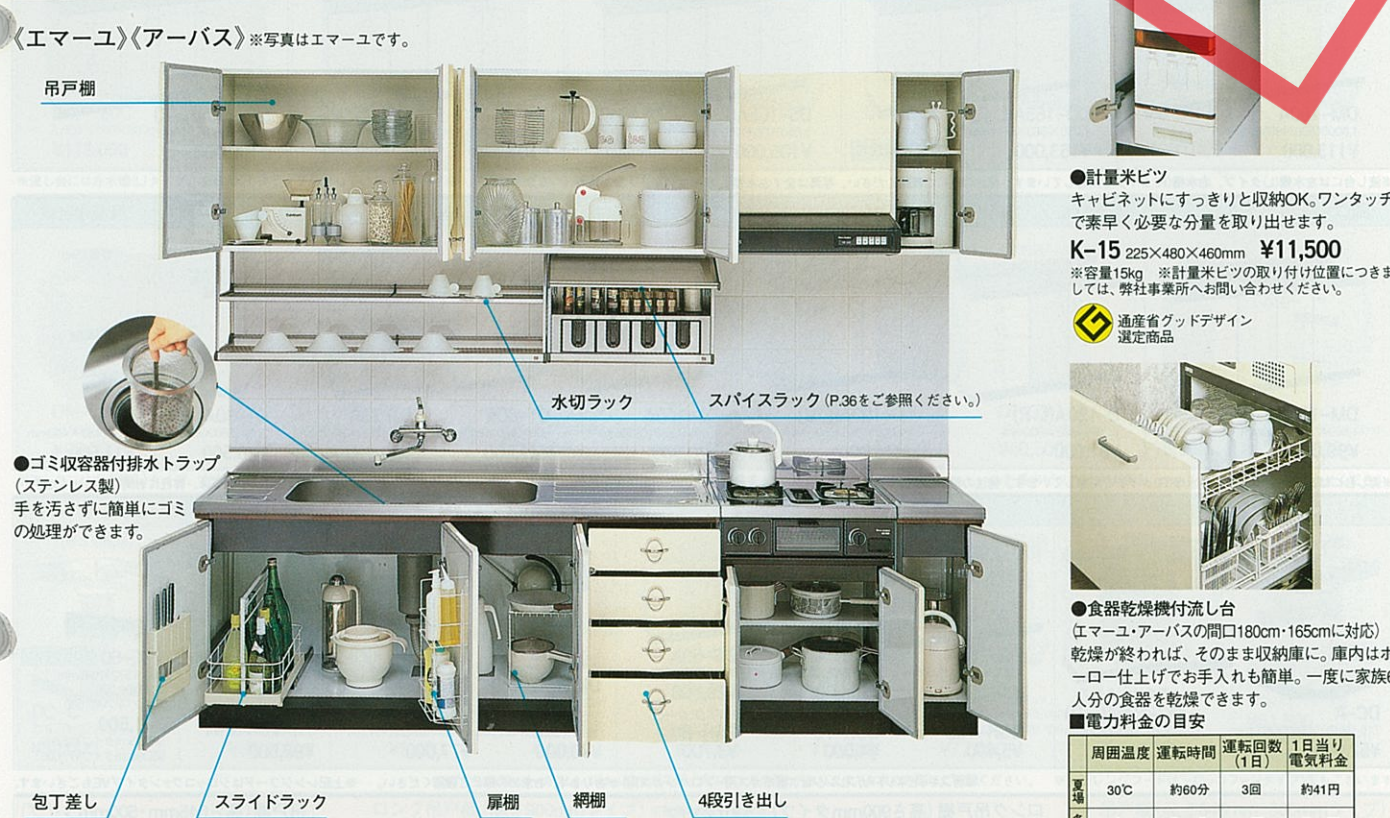 《エマーユ》《アーバス》※写真はエマーユです。
吊戸棚
水切ラック
スパイスラック(P.36をご参照ください。)
●ゴミ収容器付排水トラップ
(ステンレス製)
手を汚さずに簡単にゴミ
の処理ができます。
包丁差し
スライドラック
扉棚
網棚
4段引き出し
●計量米ビツ
キャビネットにすっきりと収納OK。ワンタッチ
で素早く必要な分量を取り出せます。
K-15 225×480×460mm ¥11,500
※容量15kg ※計量米ビツの取り付け位置につきま
しては、弊社事業所へお問い合わせください。
通産省グッドデザイン
選定商品
●食器乾燥機付流し台
(エマーユ・アーバスの間口180cm・165cmに対応)
乾燥が終われば、そのまま収納庫に。庫内はホ
ーロー仕上げでお手入れも簡単。一度に家族6
人分の食器を乾燥できます。
■電力料金の目安
周囲温度 運転時間 運転回数(1日) 1日当り電気料金
夏場 30℃ 約60分 3回 約41円